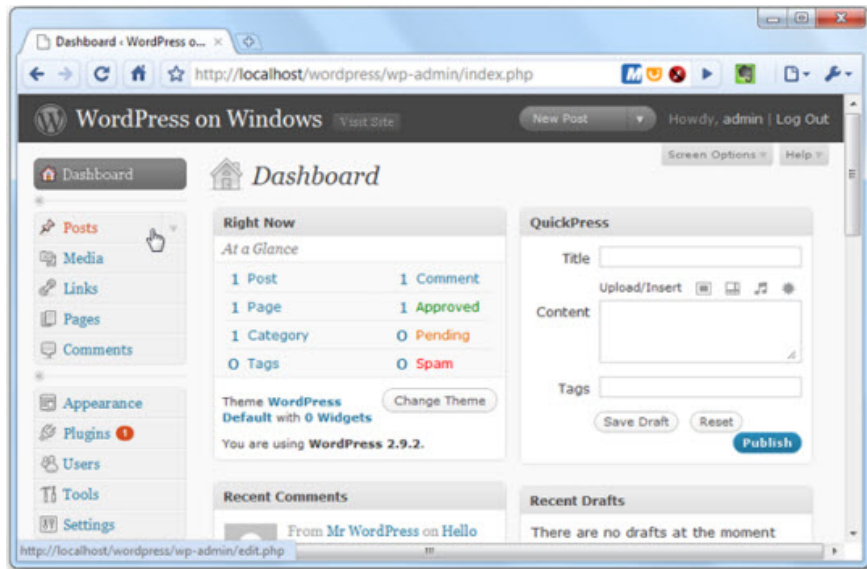 Dashboard ‹ WordPress o...
http://localhost/wordpress/wp-admin/index.php
WordPress on Windows Visit Site New Post Howdy, admin | Log Out
Screen Options Help
Dashboard
Dashboard
Posts
Media
Links
Pages
Comments
Appearance
Plugins 1
Users
Tools
Settings
Right Now
At a Glance
1 Post 1 Comment
1 Page 1 Approved
1 Category 0 Pending
0 Tags 0 Spam
Theme WordPress
Default with 0 Widgets
Change Theme
You are using WordPress 2.9.2.
Recent Comments
From Mr WordPress on Hello
QuickPress
Title
Upload/Insert
Content
Tags
Save Draft Reset
Publish
Recent Drafts
There are no drafts at the moment
http://localhost/wordpress/wp-admin/edit.php